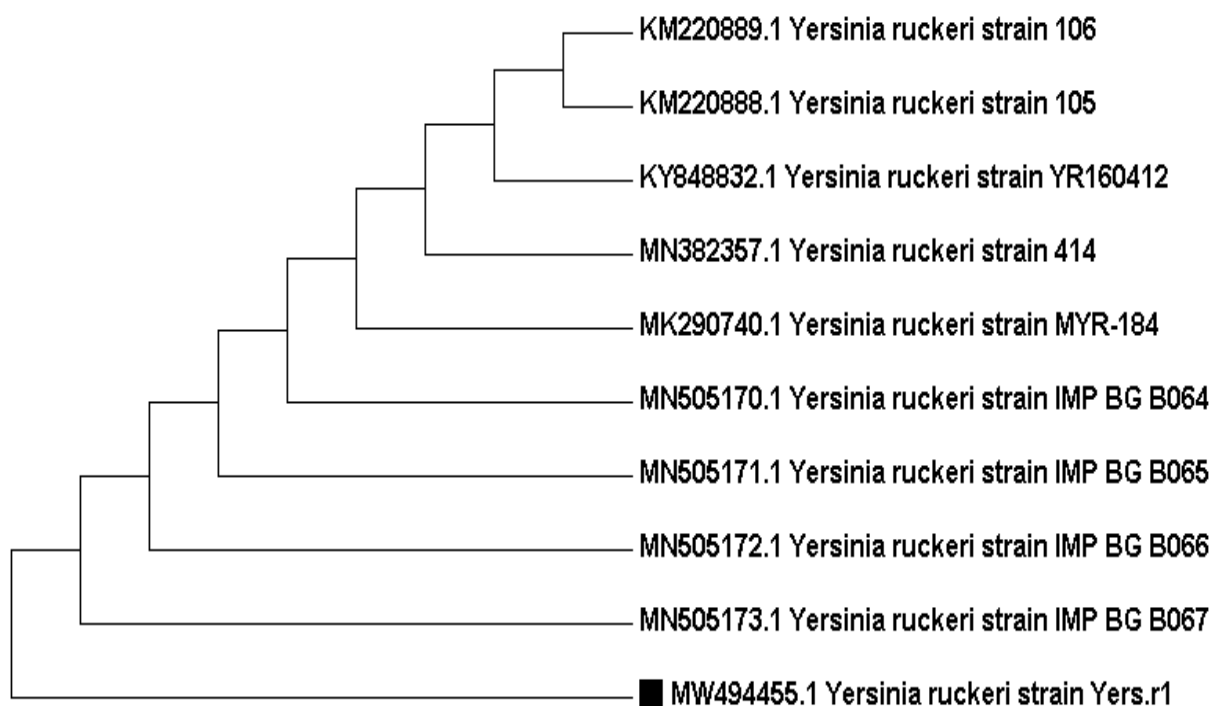 KM220889.1 Yersinia ruckeri strain 106
KM220888.1 Yersinia ruckeri strain 105
KY848832.1 Yersinia ruckeri strain YR160412
MN382357.1 Yersinia ruckeri strain 414
MK290740.1 Yersinia ruckeri strain MYR-184
MN505170.1 Yersinia ruckeri strain IMP BG B064
MN505171.1 Yersinia ruckeri strain IMP BG B065
MN505172.1 Yersinia ruckeri strain IMP BG B066
MN505173.1 Yersinia ruckeri strain IMP BG B067
MW494455.1 Yersinia ruckeri strain Yers.r1